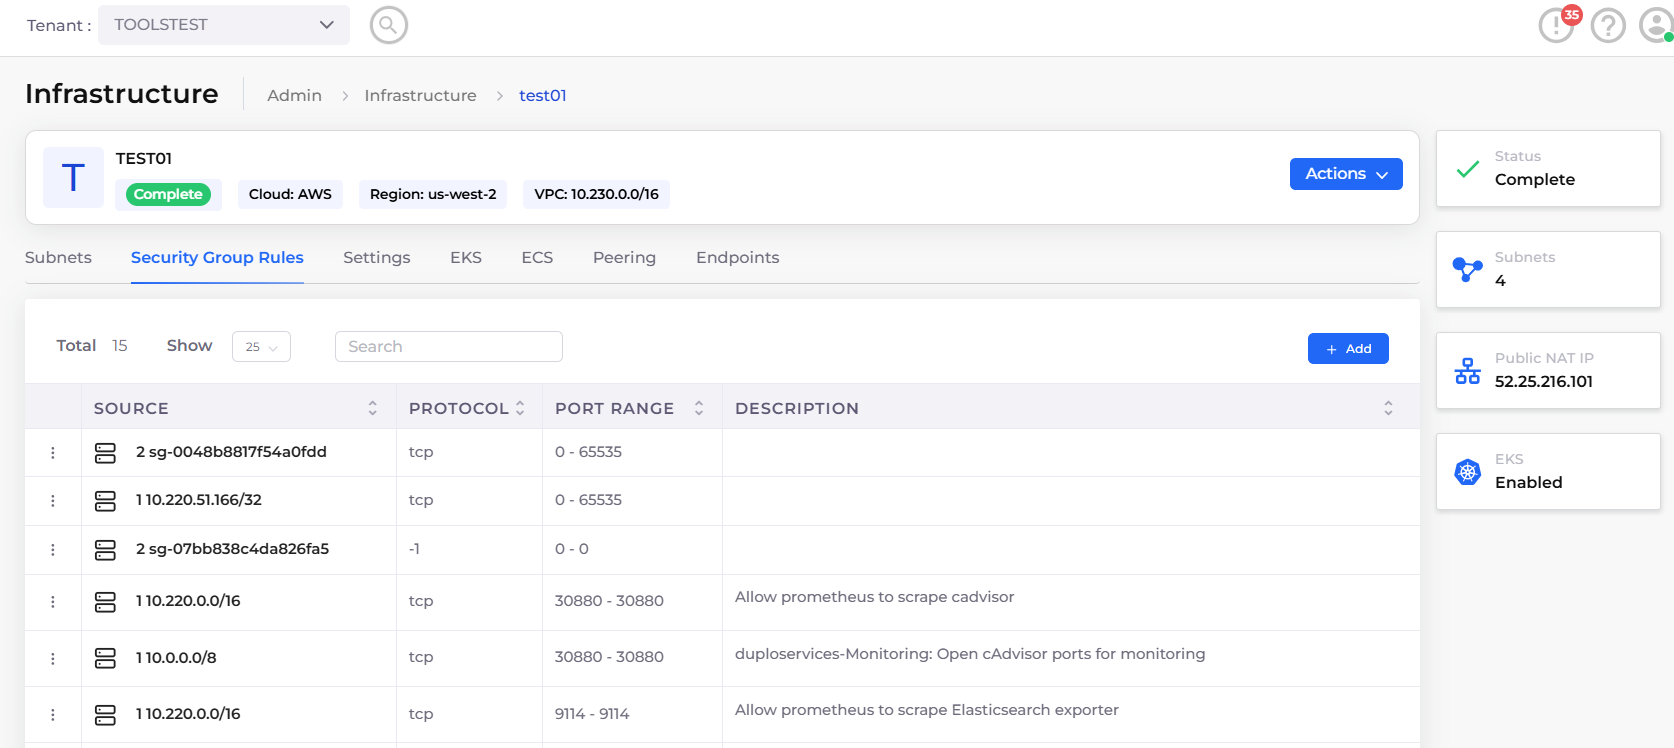 Tenant : TOOLSTEST 35
Infrastructure Admin > Infrastructure > test01
T TEST01
Complete Cloud: AWS Region: us-west-2 VPC: 10.230.0.0/16 Actions
Status
Complete
Subnets
4
Public NAT IP
52.25.216.101
EKS
Enabled
Subnets Security Group Rules Settings EKS ECS Peering Endpoints
Total 15 Show 25 Search + Add
SOURCE PROTOCOL PORT RANGE DESCRIPTION
2 sg-0048b8817f54a0fdd tcp 0 - 65535
1 10.220.51.166/32 tcp 0 - 65535
2 sg-07bb838c4da826fa5 -1 0 - 0
1 10.220.0.0/16 tcp 30880 - 30880 Allow prometheus to scrape cadvisor
1 10.0.0.0/8 tcp 30880 - 30880 duploservices-Monitoring: Open cAdvisor ports for monitoring
1 10.220.0.0/16 tcp 9114 - 9114 Allow prometheus to scrape Elasticsearch exporter